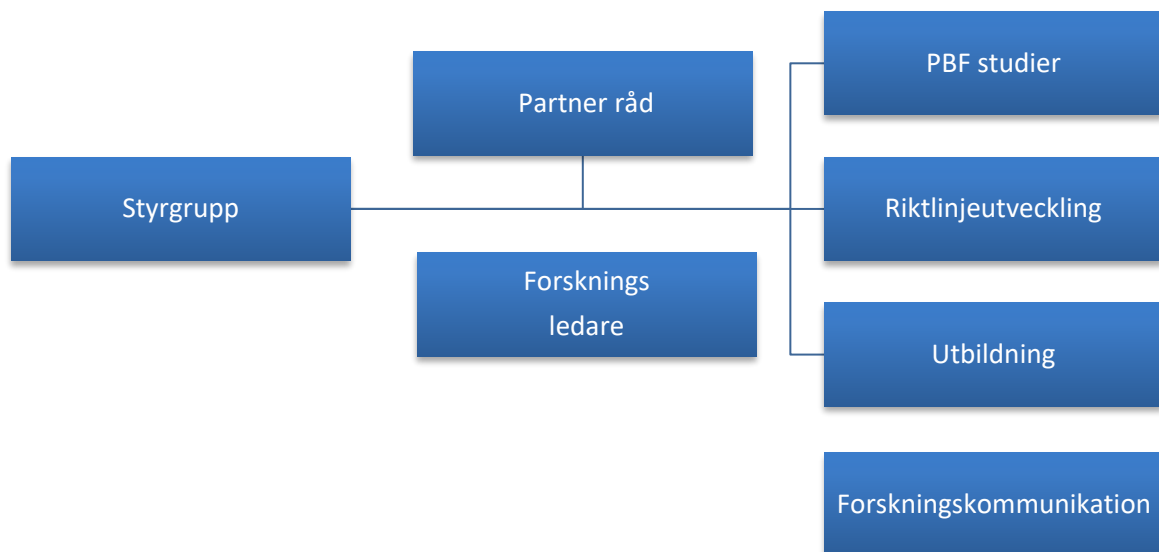 PBF studier
Partner råd
Styrgrupp
Riktlinjeutveckling
Forsknings
ledare
Utbildning
Forskningskommunikation